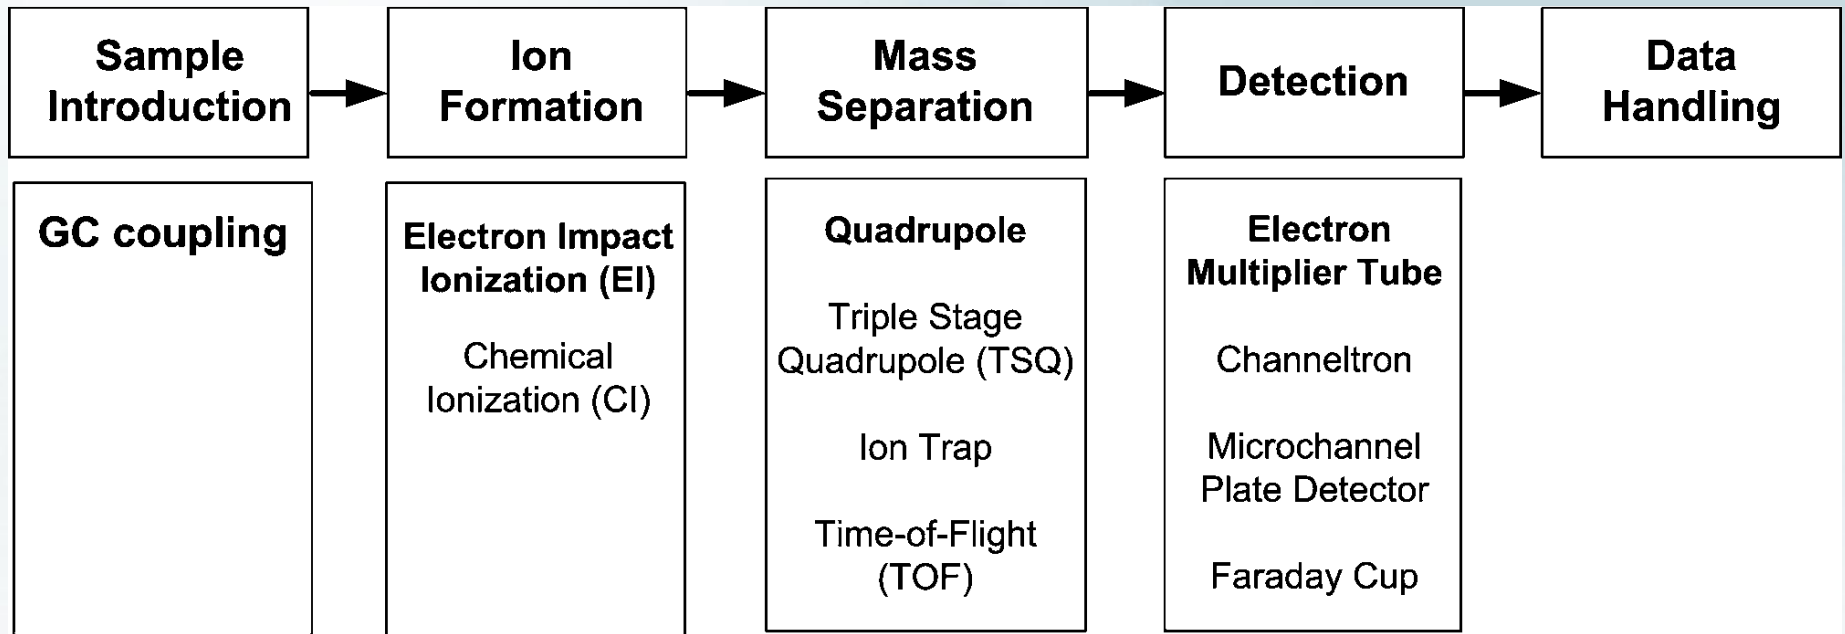 Sample
Introduction
Ion
Formation
Mass
Separation
Detection
Data
Handling
GC coupling
Electron Impact
Ionization (EI)
Chemical
Ionization (CI)
Quadrupole
Triple Stage
Quadrupole (TSQ)
Ion Trap
Time-of-Flight
(TOF)
Electron
Multiplier Tube
Channeltron
Microchannel
Plate Detector
Faraday Cup